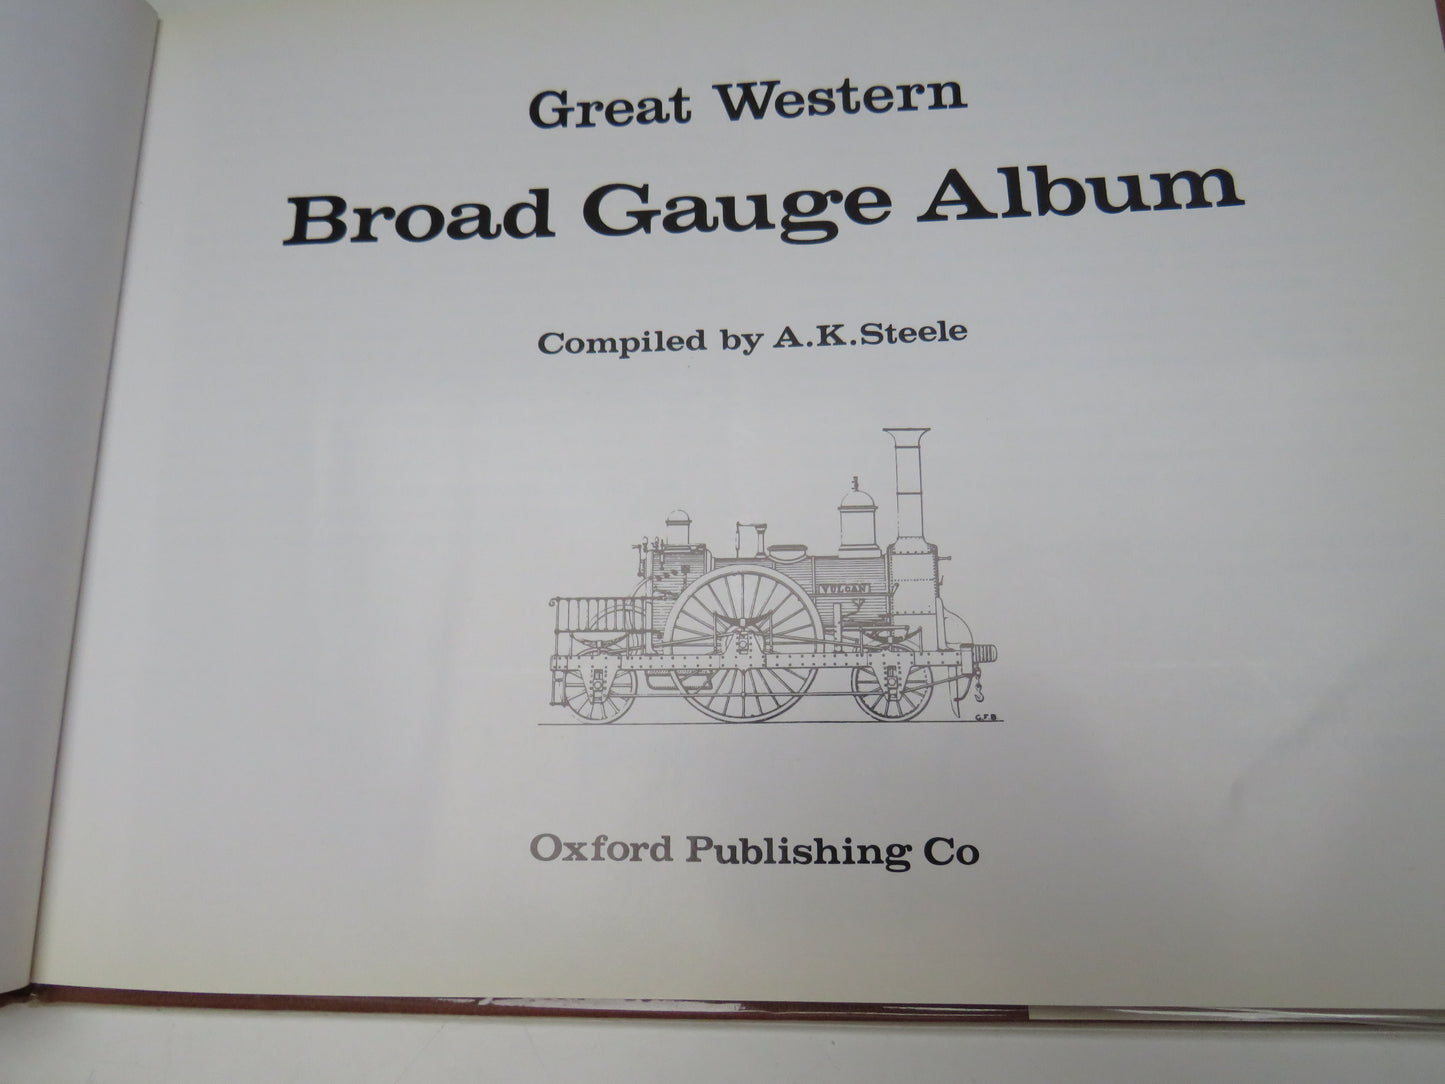 Great Western
Broad Gauge Album
Compiled by A.K.Steele
VULCAN
G.F.B
Oxford Publishing Co